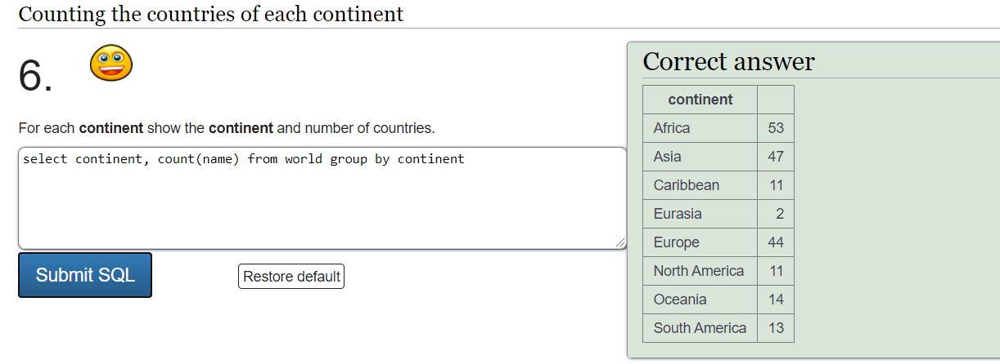 Counting the countries of each continent
6.
For each continent show the continent and number of countries.
select continent, count(name) from world group by continent
Submit SQL
Restore default
Correct answer
continent
Africa 53
Asia 47
Caribbean 11
Eurasia 2
Europe 44
North America 11
Oceania 14
South America 13